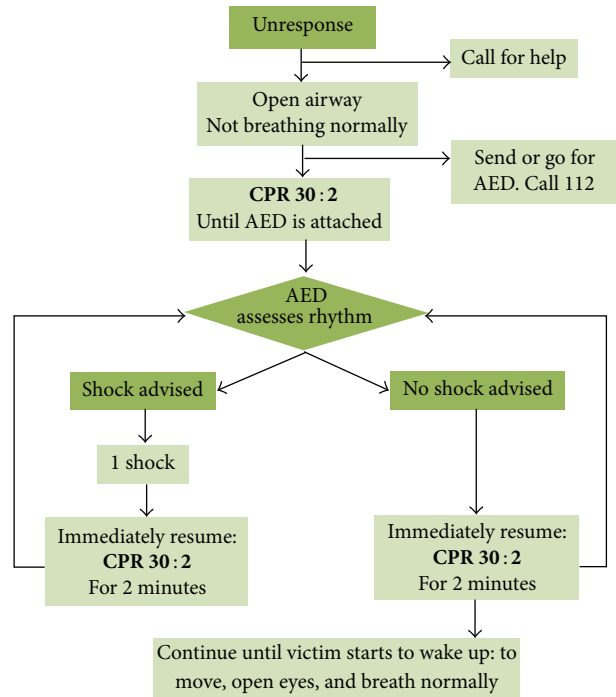 Unresponse
Call for help
Open airway
Not breathing normally
Send or go for
AED. Call 112
CPR 30 : 2
Until AED is attached
AED
assesses rhythm
Shock advised
No shock advised
1 shock
Immediately resume:
CPR 30 : 2
For 2 minutes
Immediately resume:
CPR 30 : 2
For 2 minutes
Continue until victim starts to wake up: to
move, open eyes, and breath normally